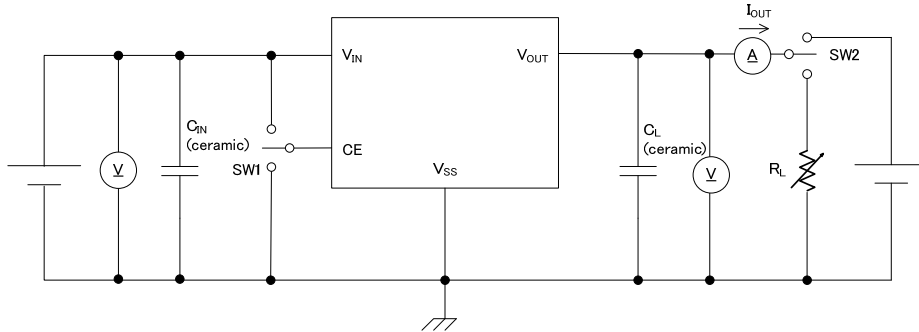 I_OUT
V_IN
V_OUT
A
SW2
C_IN
(ceramic)
C_L
(ceramic)
CE
V
SW1
V_SS
V
R_L